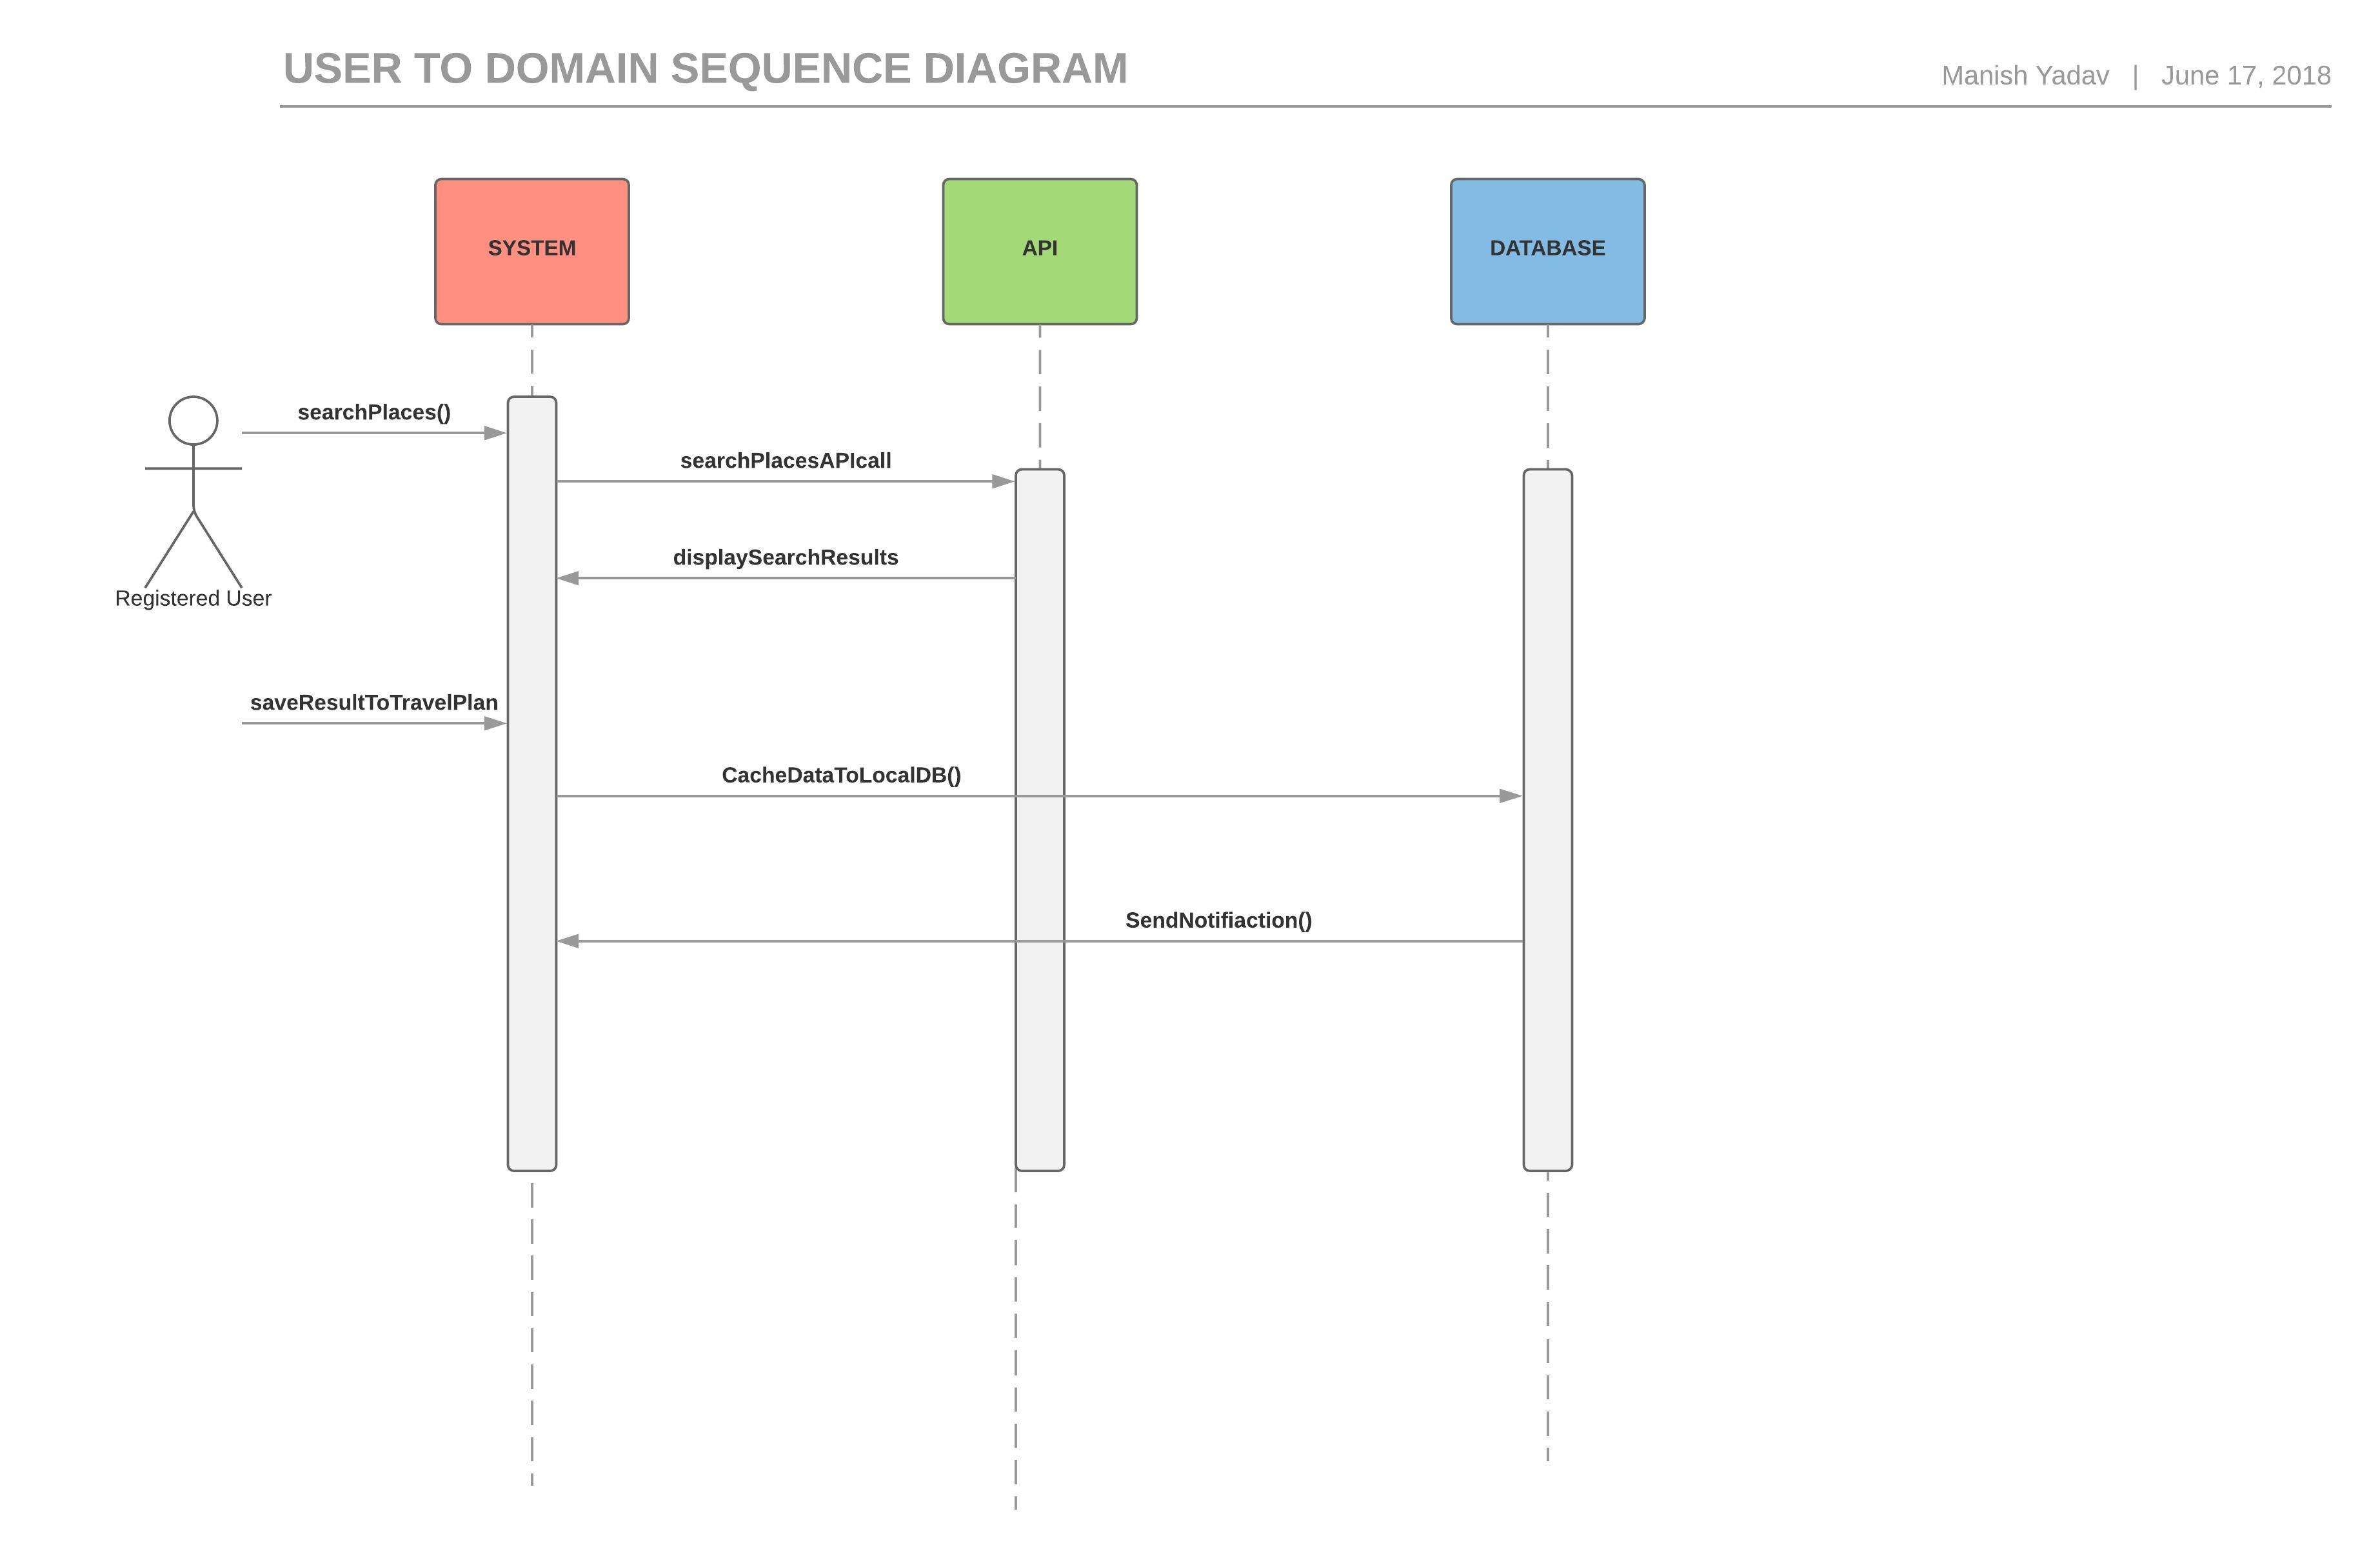 USER TO DOMAIN SEQUENCE DIAGRAM
Manish Yadav | June 17, 2018
SYSTEM
API
DATABASE
searchPlaces()
searchPlacesAPIcall
displaySearchResults
Registered User
saveResultToTravelPlan
CacheDataToLocalDB()
SendNotifiaction()